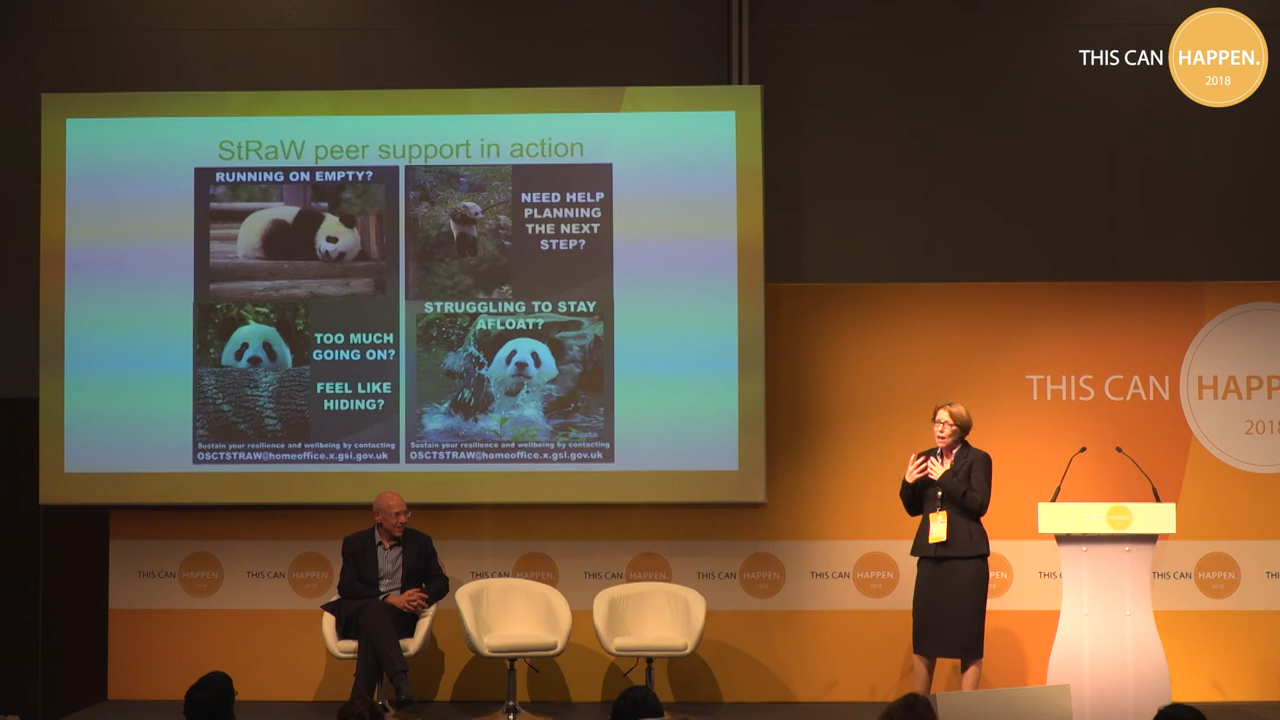 THIS CAN HAPPEN.
2018
StRaW peer support in action
RUNNING ON EMPTY?
NEED HELP
PLANNING
THE NEXT
STEP?
TOO MUCH
GOING ON?
FEEL LIKE
HIDING?
Sustain your resilience and wellbeing by contacting
OSCTSTRAW@homeoffice.x.gsi.gov.uk
STRUGGLING TO STAY
AFLOAT?
Sustain your resilience and wellbeing by contacting
OSCTSTRAW@homeoffice.x.gsi.gov.uk
THIS CAN HAPP
201
THIS CAN HAPPEN.
THIS CAN HAPPEN.
THIS CAN HAPPEN.
THIS CAN HAPPEN.
THIS CAN HAPPEN.
THIS CAN HAPPEN.
THIS CAN HAPPEN.